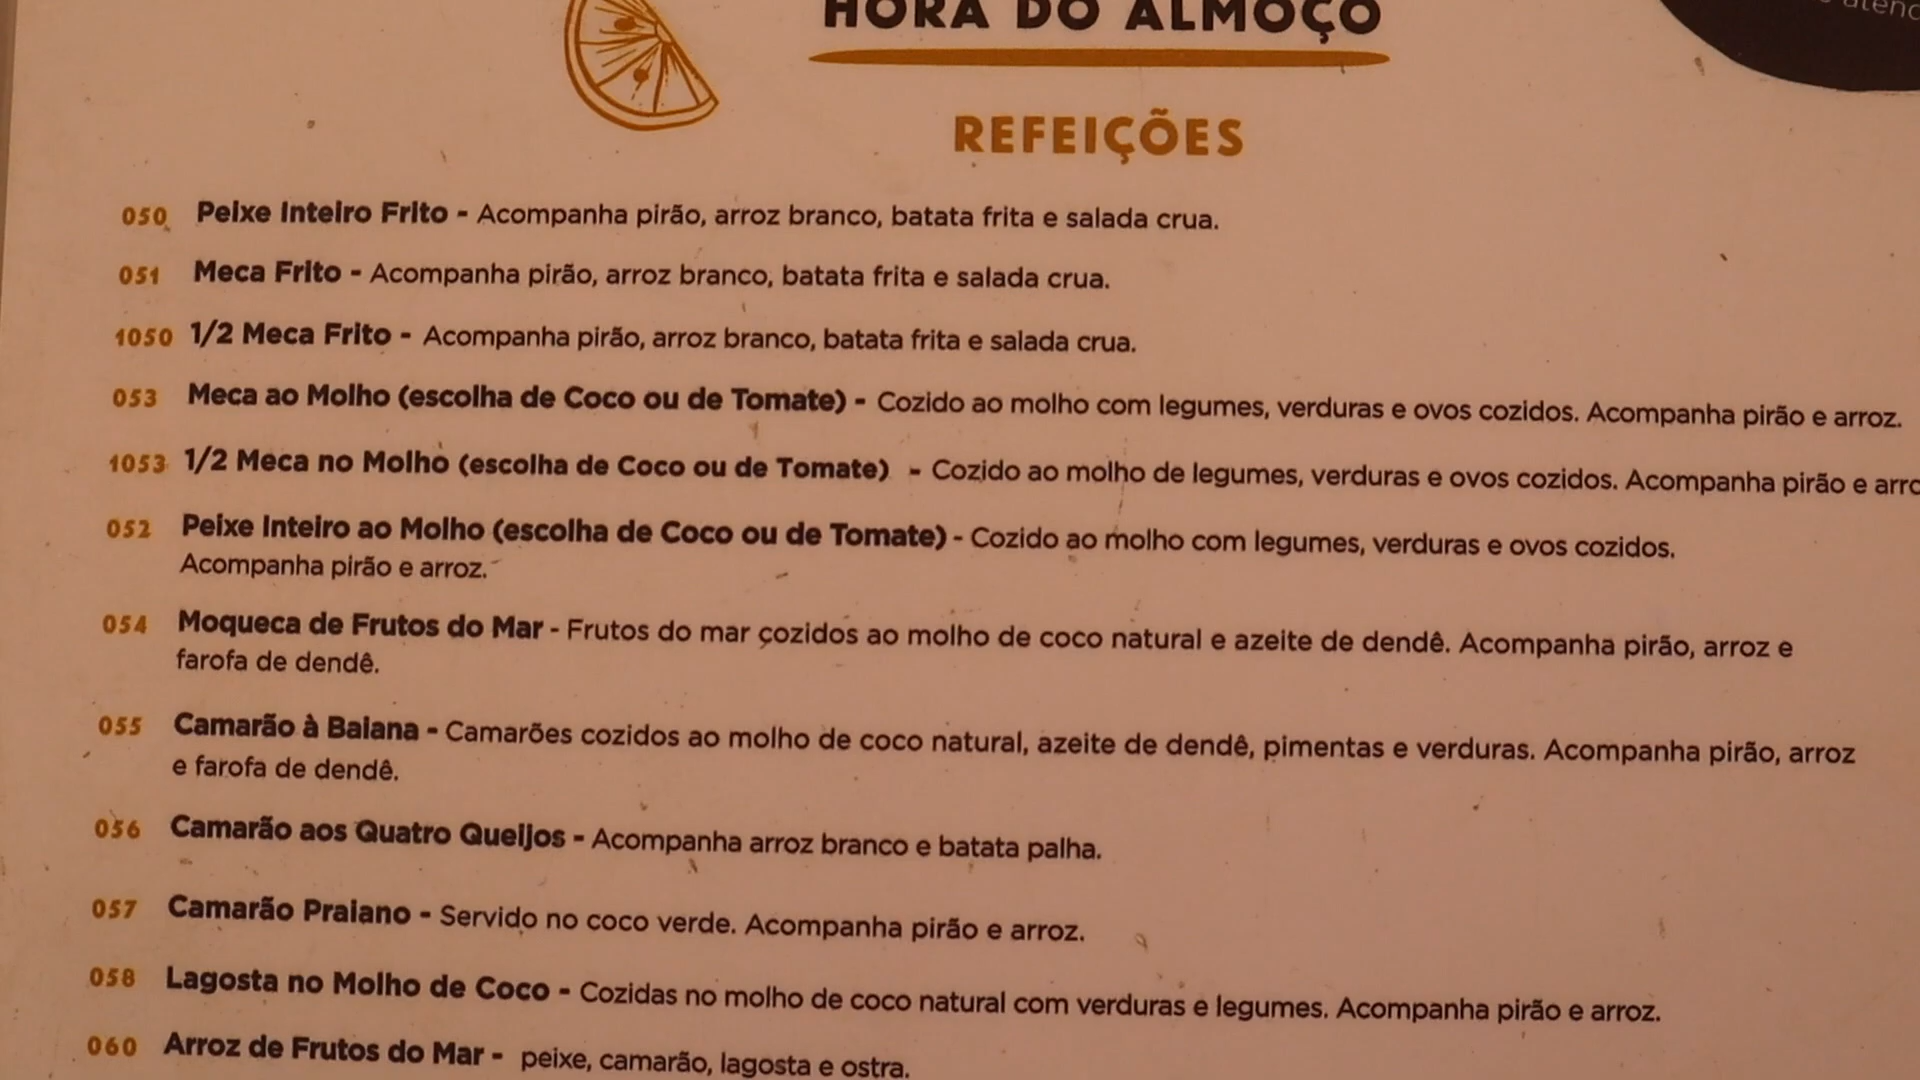 HORA DO ALMOÇO
REFEIÇÕES
050 Peixe Inteiro Frito - Acompanha pirão, arroz branco, batata frita e salada crua.
051 Meca Frito - Acompanha pirão, arroz branco, batata frita e salada crua.
1050 1/2 Meca Frito - Acompanha pirão, arroz branco, batata frita e salada crua.
053 Meca ao Molho (escolha de Coco ou de Tomate) - Cozido ao molho com legumes, verduras e ovos cozidos. Acompanha pirão e arroz.
1053 1/2 Meca no Molho (escolha de Coco ou de Tomate) - Cozido ao molho de legumes, verduras e ovos cozidos. Acompanha pirão e
052 Peixe Inteiro ao Molho (escolha de Coco ou de Tomate) - Cozido ao molho com legumes, verduras e ovos cozidos.
Acompanha pirão e arroz.
054 Moqueca de Frutos do Mar - Frutos do mar cozidos ao molho de coco natural e azeite de dendê. Acompanha pirão, arroz e
farofa de dendê.
055 Camarão à Baiana - Camarões cozidos ao molho de coco natural, azeite de dendê, pimentas e verduras. Acompanha pirão, arroz
e farofa de dendê.
056 Camarão aos Quatro Queijos - Acompanha arroz branco e batata palha.
057 Camarão Praiano - Servido no coco verde. Acompanha pirão e arroz.
058 Lagosta no Molho de Coco - Cozidas no molho de coco natural com verduras e legumes. Acompanha pirão e arroz.
060 Arroz de Frutos do Mar - peixe, camarão, lagosta e ostra.